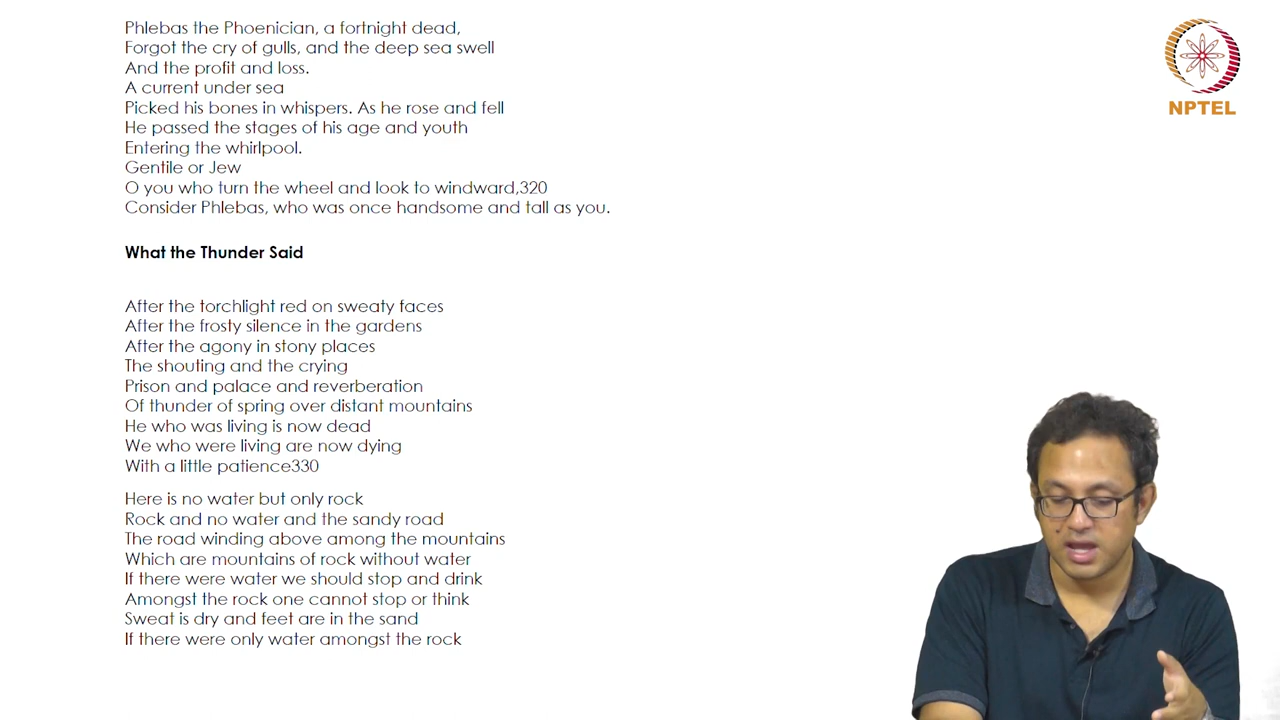 Phlebas the Phoenician, a fortnight dead,
Forgot the cry of gulls, and the deep sea swell
And the profit and loss.
A current under sea
Picked his bones in whispers. As he rose and fell
He passed the stages of his age and youth
Entering the whirlpool.
Gentile or Jew
O you who turn the wheel and look to windward,320
Consider Phlebas, who was once handsome and tall as you.
What the Thunder Said
After the torchlight red on sweaty faces
After the frosty silence in the gardens
After the agony in stony places
The shouting and the crying
Prison and palace and reverberation
Of thunder of spring over distant mountains
He who was living is now dead
We who were living are now dying
With a little patience330
Here is no water but only rock
Rock and no water and the sandy road
The road winding above among the mountains
Which are mountains of rock without water
If there were water we should stop and drink
Amongst the rock one cannot stop or think
Sweat is dry and feet are in the sand
If there were only water amongst the rock
NPTEL